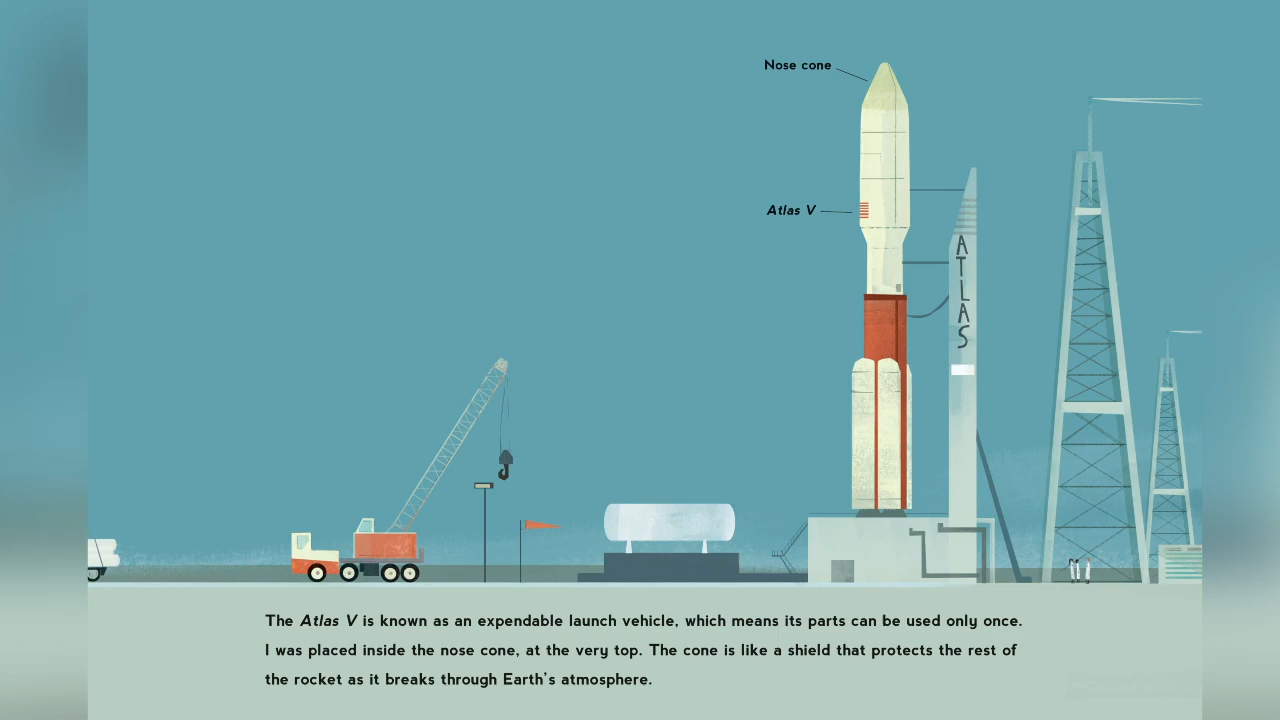 Nose cone
Atlas V
ATLAS
The Atlas V is known as an expendable launch vehicle, which means its parts can be used only once.
I was placed inside the nose cone, at the very top. The cone is like a shield that protects the rest of
the rocket as it breaks through Earth's atmosphere.